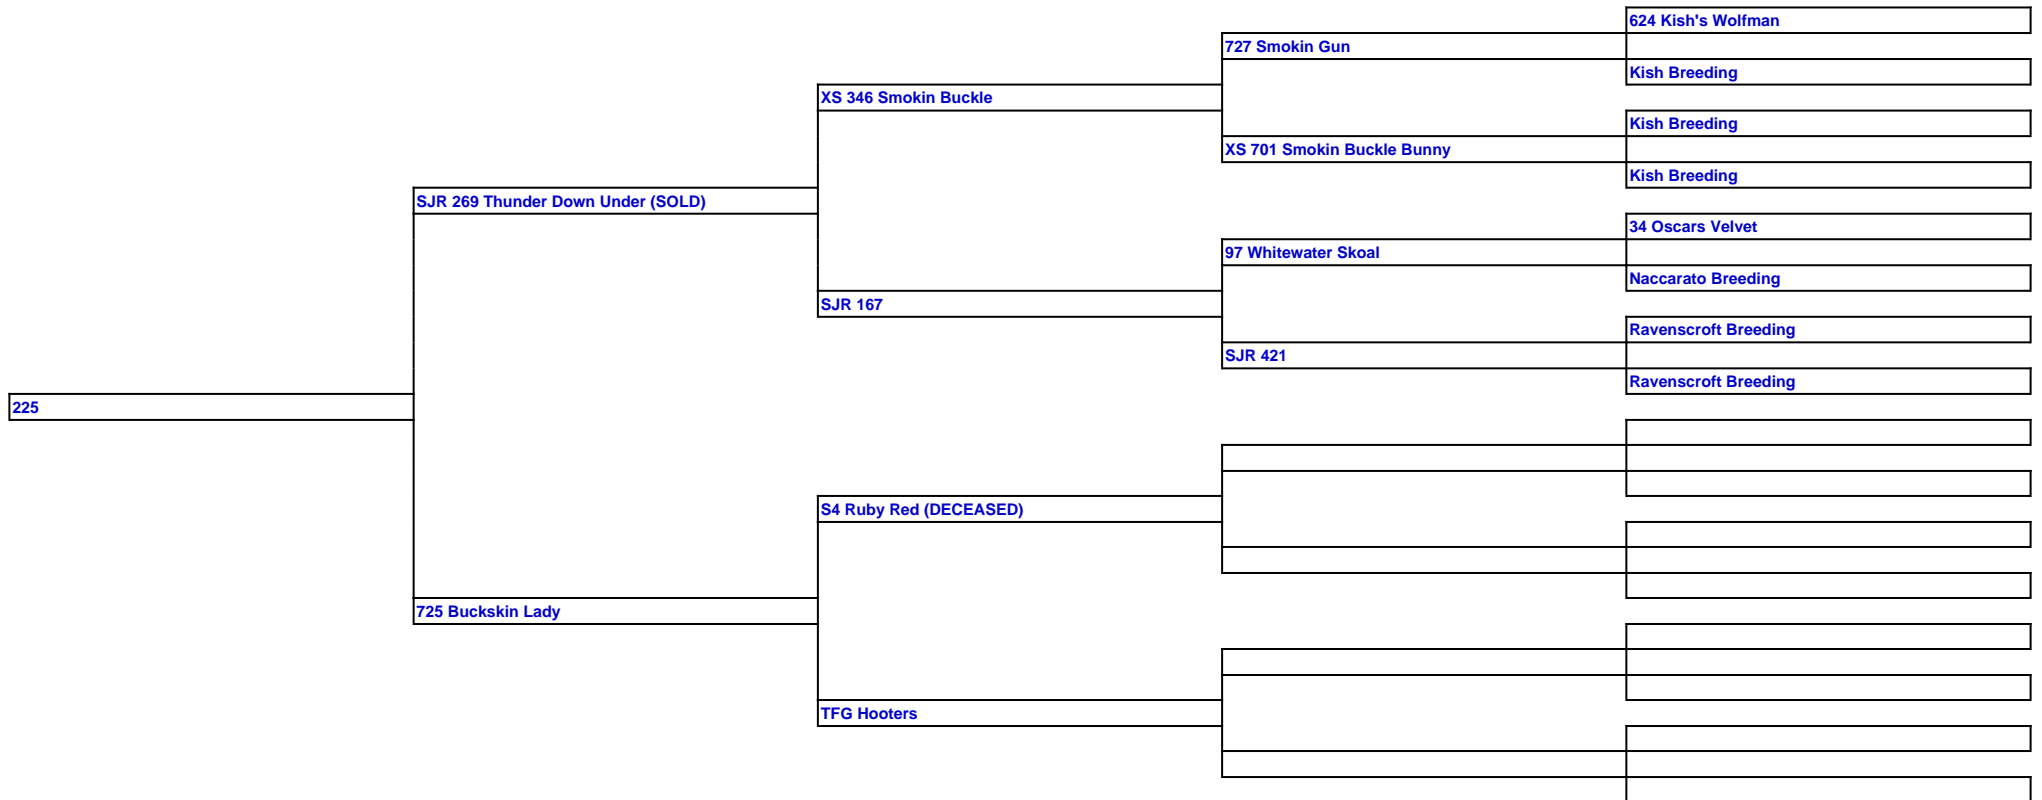 624 Kish's Wolfman
727 Smokin Gun
Kish Breeding
XS 346 Smokin Buckle
Kish Breeding
XS 701 Smokin Buckle Bunny
Kish Breeding
SJR 269 Thunder Down Under (SOLD)
34 Oscars Velvet
97 Whitewater Skoal
Naccarato Breeding
SJR 167
Ravenscroft Breeding
SJR 421
Ravenscroft Breeding
225
S4 Ruby Red (DECEASED)
725 Buckskin Lady
TFG Hooters